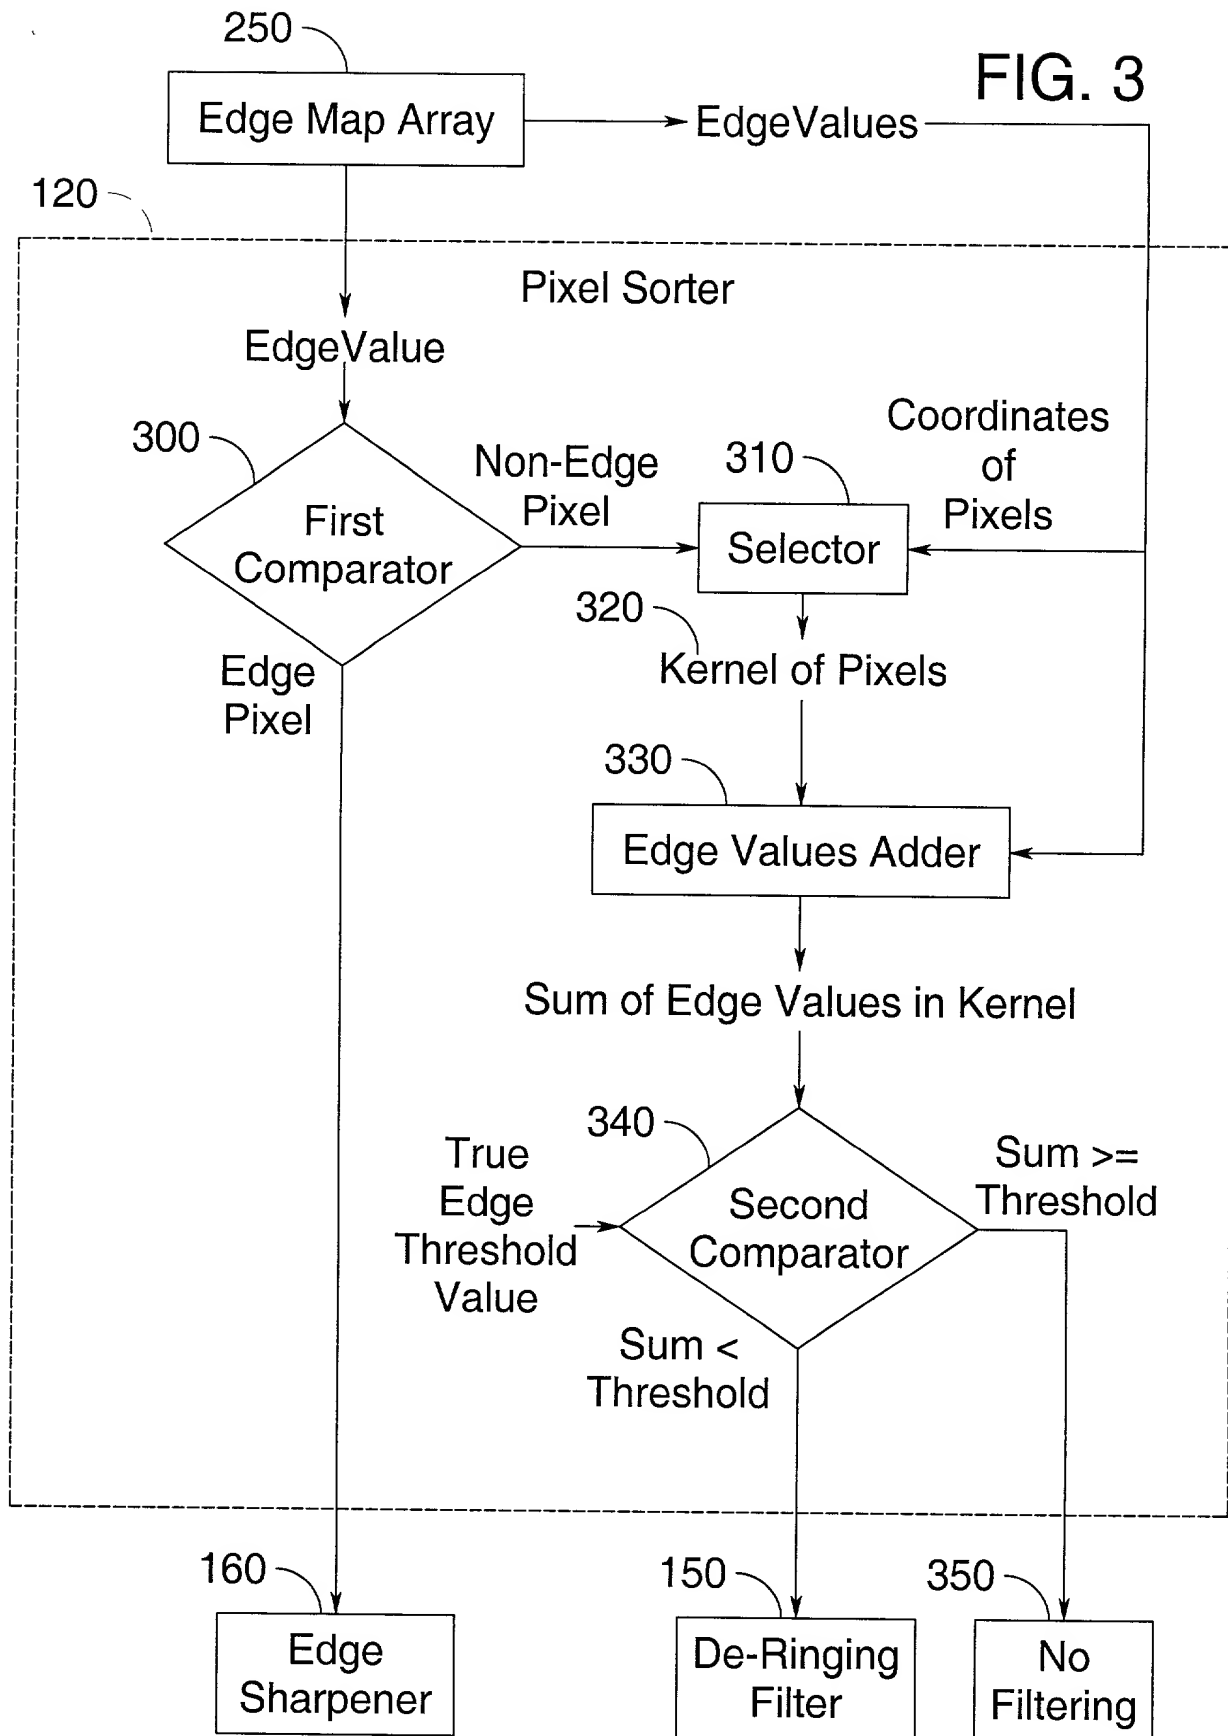 250
FIG. 3
Edge Map Array
EdgeValues
120
Pixel Sorter
EdgeValue
300
Non-Edge
Pixel
310
Coordinates
of
Pixels
First
Comparator
Selector
320
Edge
Pixel
Kernel of Pixels
330
Edge Values Adder
Sum of Edge Values in Kernel
340
True
Edge
Threshold
Value
Second
Comparator
Sum >=
Threshold
Sum <
Threshold
160
150
350
Edge
Sharpener
De-Ringing
Filter
No
Filtering